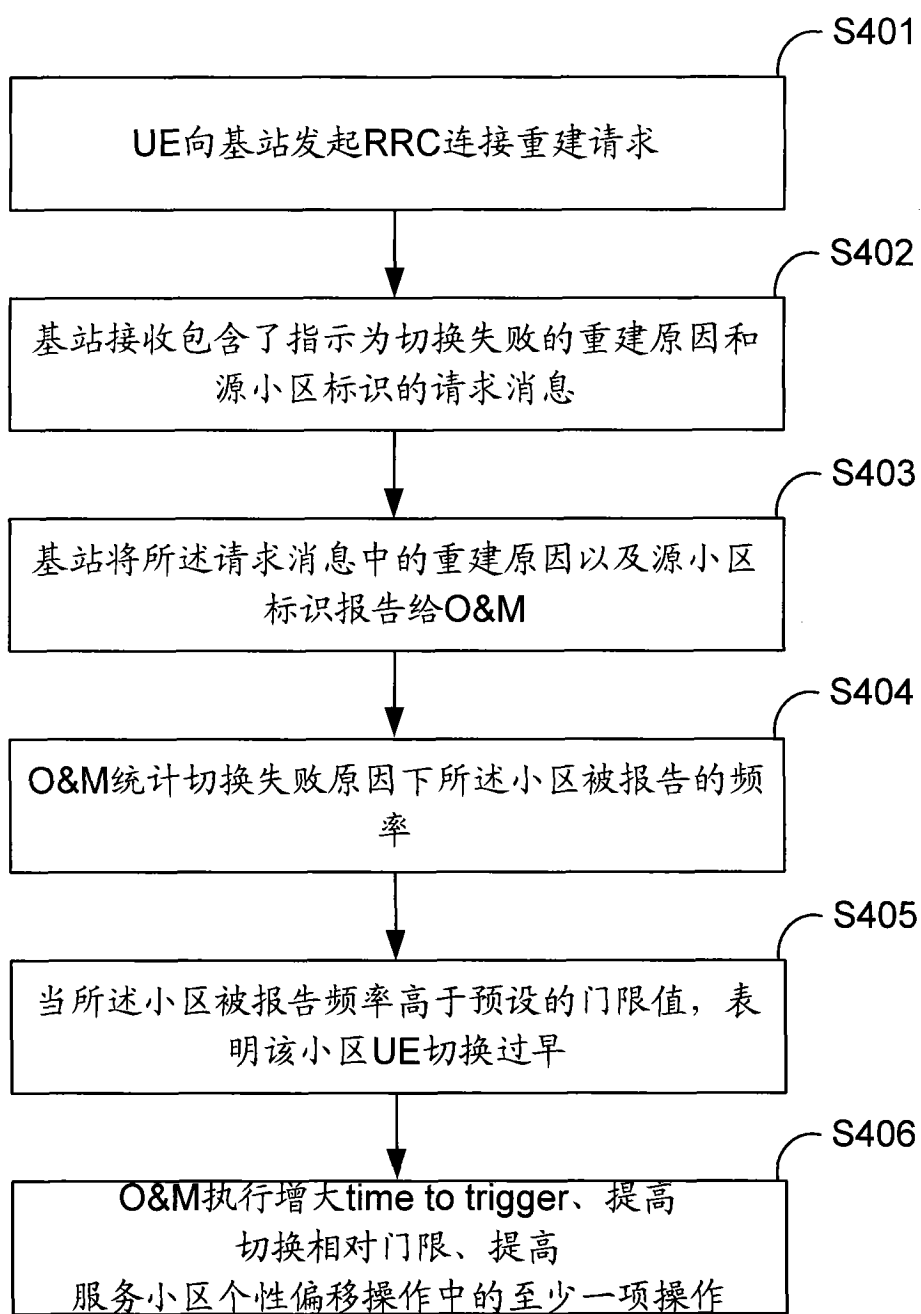 S401
UE向基站发起RRC连接重建请求
S402
基站接收包含了指示为切换失败的重建原因和
源小区标识的请求消息
S403
基站将所述请求消息中的重建原因以及源小区
标识报告给O&M
S404
O&M统计切换失败原因下所述小区被报告的频
率
S405
当所述小区被报告频率高于预设的门限值，表
明该小区UE切换过早
S406
O&M执行增大time to trigger、提高
切换相对门限、提高
服务小区个性偏移操作中的至少一项操作